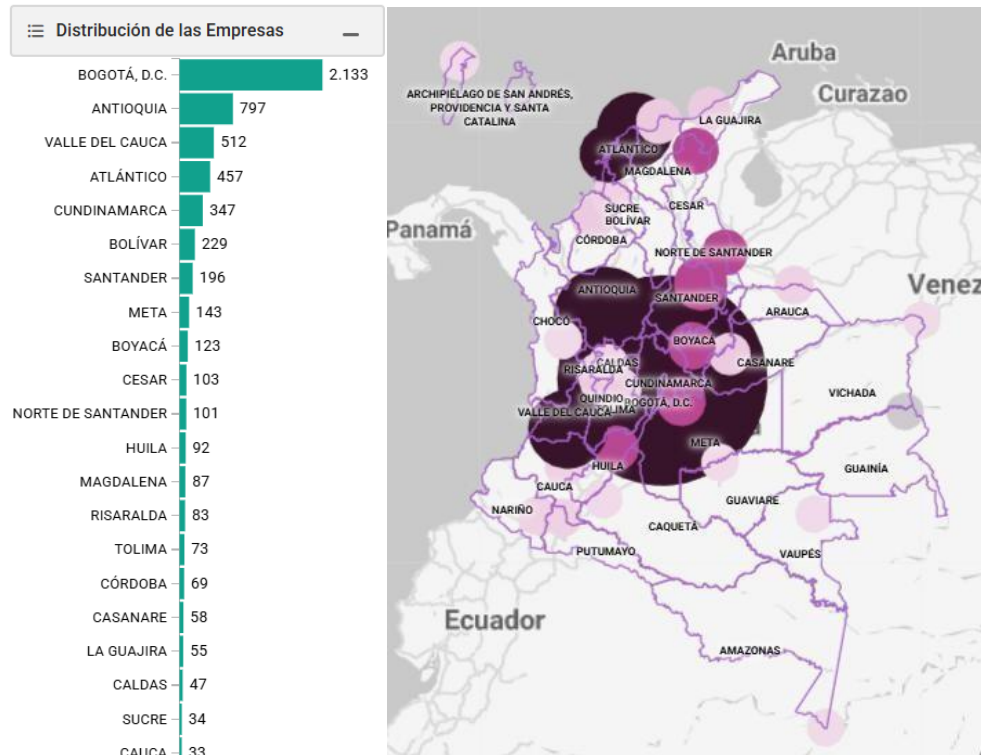 Distribución de las Empresas
BOGOTÁ, D.C. 2.133
ANTIOQUIA 797
VALLE DEL CAUCA 512
ATLÁNTICO 457
CUNDINAMARCA 347
BOLÍVAR 229
SANTANDER 196
META 143
BOYACÁ 123
CESAR 103
NORTE DE SANTANDER 101
HUILA 92
MAGDALENA 87
RISARALDA 83
TOLIMA 73
CÓRDOBA 69
CASANARE 58
LA GUAJIRA 55
CALDAS 47
SUCRE 34
CAUCA 33
Aruba
Curazao
ARCHIPIÉLAGO DE SAN ANDRÉS,
PROVIDENCIA Y SANTA
CATALINA
LA GUAJIRA
ATLÁNTICO
MAGDALENA
CESAR
SUCRE
BOLÍVAR
Panamá
CÓRDOBA
NORTE DE SANTANDER
Venez
ANTIOQUIA
SANTANDER
ARAUCA
CHOCÓ
BOYACÁ
CALDAS
CASANARE
RISARALDA
CUNDINAMARCA
VICHADA
QUINDIO
BOGOTÁ, D.C.
VALLE DEL CAUCA
META
HUILA
GUAINÍA
CAUCA
GUAVIARE
NARIÑO
CAQUETÁ
PUTUMAYO
VAUPÉS
Ecuador
AMAZONAS